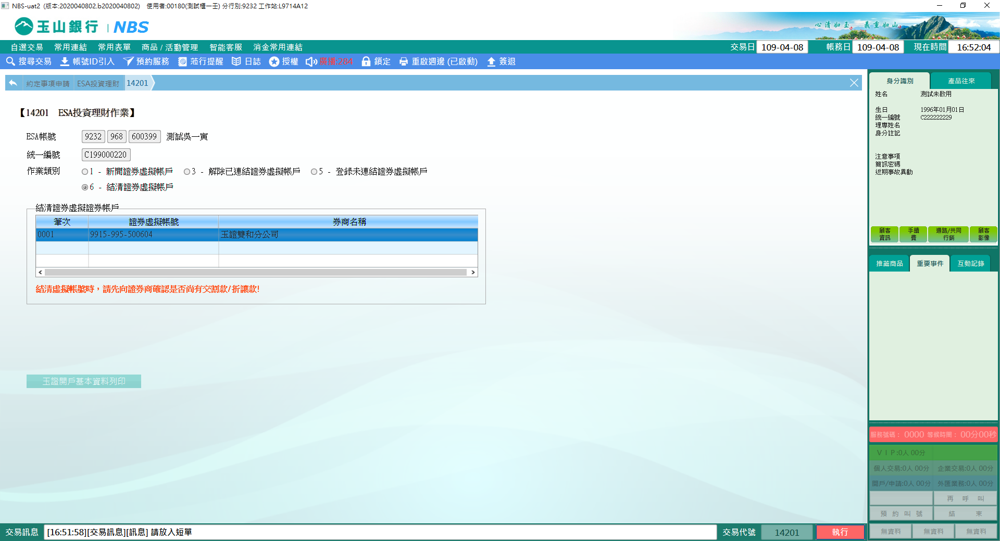 NBS-uat2 (版本:2020040802.b2020040802) 使用者:00180(測試櫃一王) 分行別:9232 工作站:L9714A12
玉山銀行 | NBS
心清如玉。 義重如山。
自選交易 常用連結 常用表單 商品 / 活動管理 智能客服 消金常用連結 交易日 109-04-08 帳務日 109-04-08 現在時間 16:52:04
搜尋交易 帳號ID引入 預約服務 蒞行提醒 日誌 授權 廣播:284 鎖定 重啟週邊 (已啟動) 簽退
約定事項申請 ESA投資理財 14201
【14201 ESA投資理財作業】
ESA帳號 9232 968 600399 測試吳一寅
統一編號 C199000220
作業類別 1 - 新開證券虛擬帳戶 3 - 解除已連結證券虛擬帳戶 5 - 登錄未連結證券虛擬帳戶
6 - 結清證券虛擬帳戶
結清證券虛擬證券帳戶
筆次 證券虛擬帳號 券商名稱
0001 9915-995-500604 玉證雙和分公司
結清虛擬帳號時，請先向證券商確認是否尚有交割款/折讓款!
玉證開戶基本資料列印
身分識別 產品往來
姓名 測試未啟用
生日 1996年01月01日
統一編號 C222222229
理專姓名
身分註記
注意事項
簡訊密碼
近期事故異動
顧客資訊 手續費 通路/共同行銷 顧客影像
推薦商品 重要事件 互動記錄
服務號碼： 0000 等候時間： 00分00秒
ＶＩＰ:0人 00分
個人交易:0人 00分 企業交易:0人 00分
開戶/申請:0人 00分 外匯業務:0人 00分
再 呼 叫
預 約 叫 號 結 束
無資料 無資料 無資料
交易訊息 [16:51:58][交易訊息][訊息] 請放入短單 交易代號 14201 執行